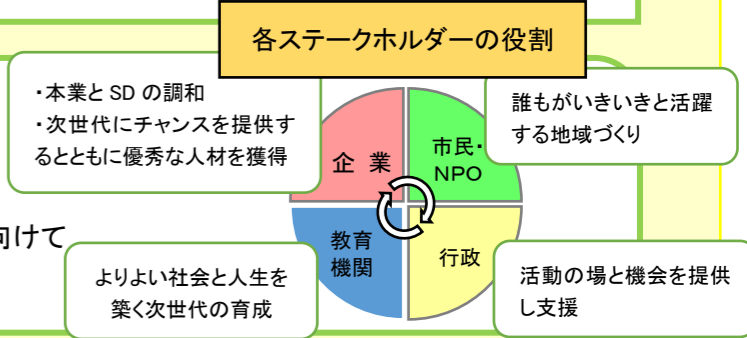 各ステークホルダーの役割
・本業と SD の調和
・次世代にチャンスを提供す
るとともに優秀な人材を獲得
誰もがいきいきと活躍
する地域づくり
企 業
市民・
NPO
教育
機関
行政
向けて
よりよい社会と人生を
築く次世代の育成
活動の場と機会を提供
し支援